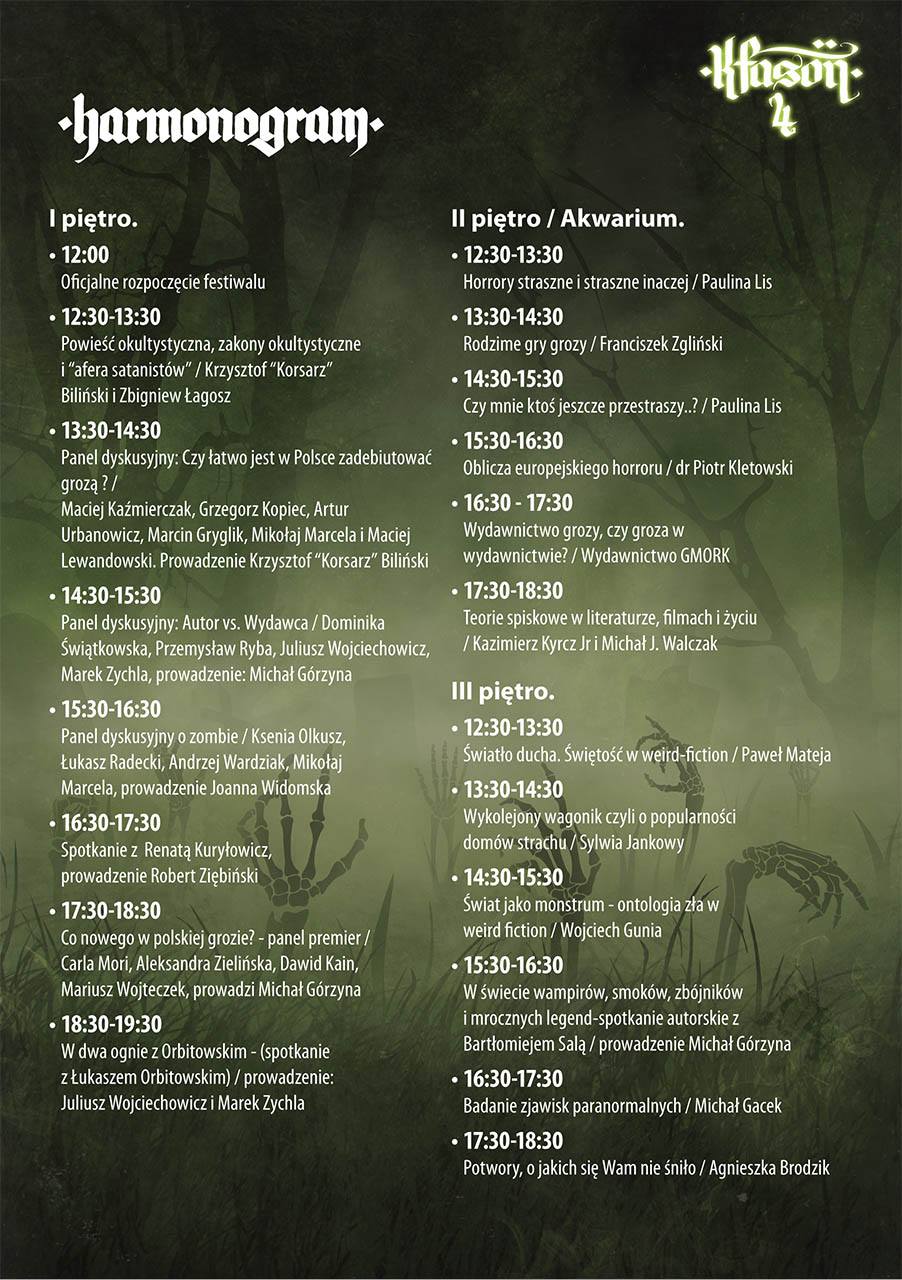 Kfason
4
·harmonogram·
I piętro.
• 12:00
Oficjalne rozpoczęcie festiwalu
• 12:30-13:30
Powieść okultystyczna, zakony okultystyczne
i “afera satanistów” / Krzysztof “Korsarz”
Biliński i Zbigniew Łagosz
• 13:30-14:30
Panel dyskusyjny: Czy łatwo jest w Polsce zadebiutować
grozą ? /
Maciej Kaźmierczak, Grzegorz Kopiec, Artur
Urbanowicz, Marcin Gryglik, Mikołaj Marcela i Maciej
Lewandowski. Prowadzenie Krzysztof “Korsarz” Biliński
• 14:30-15:30
Panel dyskusyjny: Autor vs. Wydawca / Dominika
Świątkowska, Przemysław Ryba, Juliusz Wojciechowicz,
Marek Zychla, prowadzenie: Michał Górzyna
• 15:30-16:30
Panel dyskusyjny o zombie / Ksenia Olkusz,
Łukasz Radecki, Andrzej Wardziak, Mikołaj
Marcela, prowadzenie Joanna Widomska
• 16:30-17:30
Spotkanie z Renatą Kuryłowicz,
prowadzenie Robert Ziębiński
• 17:30-18:30
Co nowego w polskiej grozie? - panel premier /
Carla Mori, Aleksandra Zielińska, Dawid Kain,
Mariusz Wojteczek, prowadzi Michał Górzyna
• 18:30-19:30
W dwa ognie z Orbitowskim - (spotkanie
z Łukaszem Orbitowskim) / prowadzenie:
Juliusz Wojciechowicz i Marek Zychla
II piętro / Akwarium.
• 12:30-13:30
Horrory straszne i straszne inaczej / Paulina Lis
• 13:30-14:30
Rodzime gry grozy / Franciszek Zgliński
• 14:30-15:30
Czy mnie ktoś jeszcze przestraszy..? / Paulina Lis
• 15:30-16:30
Oblicza europejskiego horroru / dr Piotr Kletowski
• 16:30 - 17:30
Wydawnictwo grozy, czy groza w
wydawnictwie? / Wydawnictwo GMORK
• 17:30-18:30
Teorie spiskowe w literaturze, filmach i życiu
/ Kazimierz Kyrcz Jr i Michał J. Walczak
III piętro.
• 12:30-13:30
Światło ducha. Świętość w weird-fiction / Paweł Mateja
• 13:30-14:30
Wykolejony wagonik czyli o popularności
domów strachu / Sylwia Jankowy
• 14:30-15:30
Świat jako monstrum - ontologia zła w
weird fiction / Wojciech Gunia
• 15:30-16:30
W świecie wampirów, smoków, zbójników
i mrocznych legend-spotkanie autorskie z
Bartłomiejem Salą / prowadzenie Michał Górzyna
• 16:30-17:30
Badanie zjawisk paranormalnych / Michał Gacek
• 17:30-18:30
Potwory, o jakich się Wam nie śniło / Agnieszka Brodzik